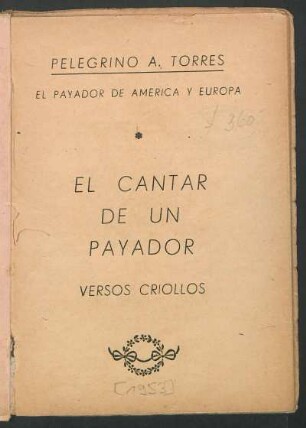 PELEGRINO A. TORRES
EL PAYADOR DE AMERICA Y EUROPA
$ 360
*
EL CANTAR
DE UN
PAYADOR
VERSOS CRIOLLOS
[1953]